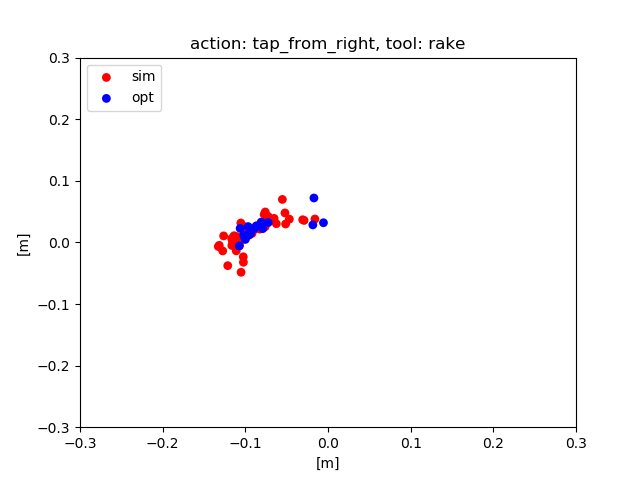 action: tap_from_right, tool: rake
sim
opt
0.3
0.2
0.1
0.0
−0.1
−0.2
−0.3
[m]
−0.3 −0.2 −0.1 0.0 0.1 0.2 0.3
[m]